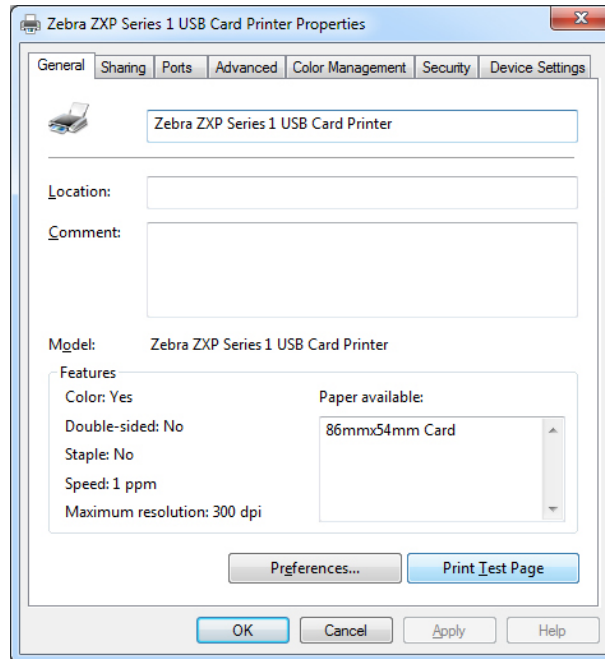 Zebra ZXP Series 1 USB Card Printer Properties
General Sharing Ports Advanced Color Management Security Device Settings
Zebra ZXP Series 1 USB Card Printer
Location:
Comment:
Model: Zebra ZXP Series 1 USB Card Printer
Features
Color: Yes Paper available:
Double-sided: No 86mmx54mm Card
Staple: No
Speed: 1 ppm
Maximum resolution: 300 dpi
Preferences... Print Test Page
OK Cancel Apply Help